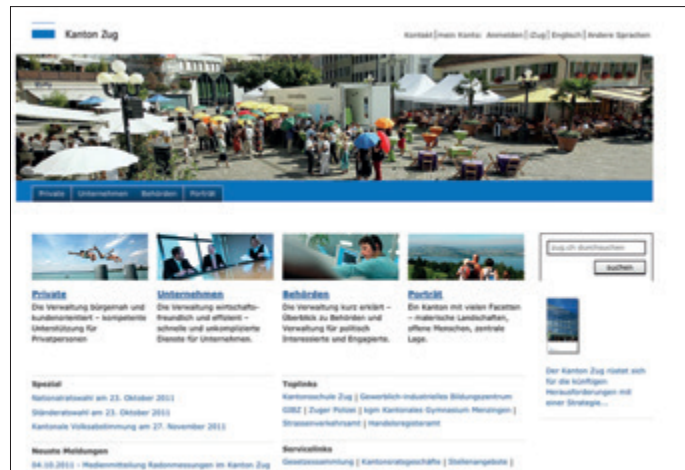 Kanton Zug
Kontakt | mein Konto: Anmelden | iZug | Englisch | Andere Sprachen
Private | Unternehmen | Behörden | Porträt
zug.ch durchsuchen
suchen
Private
Die Verwaltung bürgernah und
kundenorientiert – kompetente
Unterstützung für
Privatpersonen
Unternehmen
Die Verwaltung wirtschafts-
freundlich und effizient –
schnelle und unkomplizierte
Dienste für Unternehmen.
Behörden
Die Verwaltung kurz erklärt –
Überblick zu Behörden und
Verwaltung für politisch
Interessierte und Engagierte.
Porträt
Ein Kanton mit vielen Facetten
– malerische Landschaften,
offene Menschen, zentrale
Lage.
Der Kanton Zug rüstet sich
für die künftigen
Herausforderungen mit
einer Strategie...
Spezial
Nationalratswahl am 23. Oktober 2011
Ständeratswahl am 23. Oktober 2011
Kantonale Volksabstimmung am 27. November 2011
Toplinks
Kantonsschule Zug | Gewerblich-industrielles Bildungszentrum
GIBZ | Zuger Polizei | kgm Kantonales Gymnasium Menzingen |
Strassenverkehrsamt | Handelsregisteramt
Neuste Meldungen
04.10.2011 - Medienmitteilung Radonmessungen im Kanton Zug
Servicelinks
Gesetzessammlung | Kantonsratsgeschäfte | Stellenangebote |